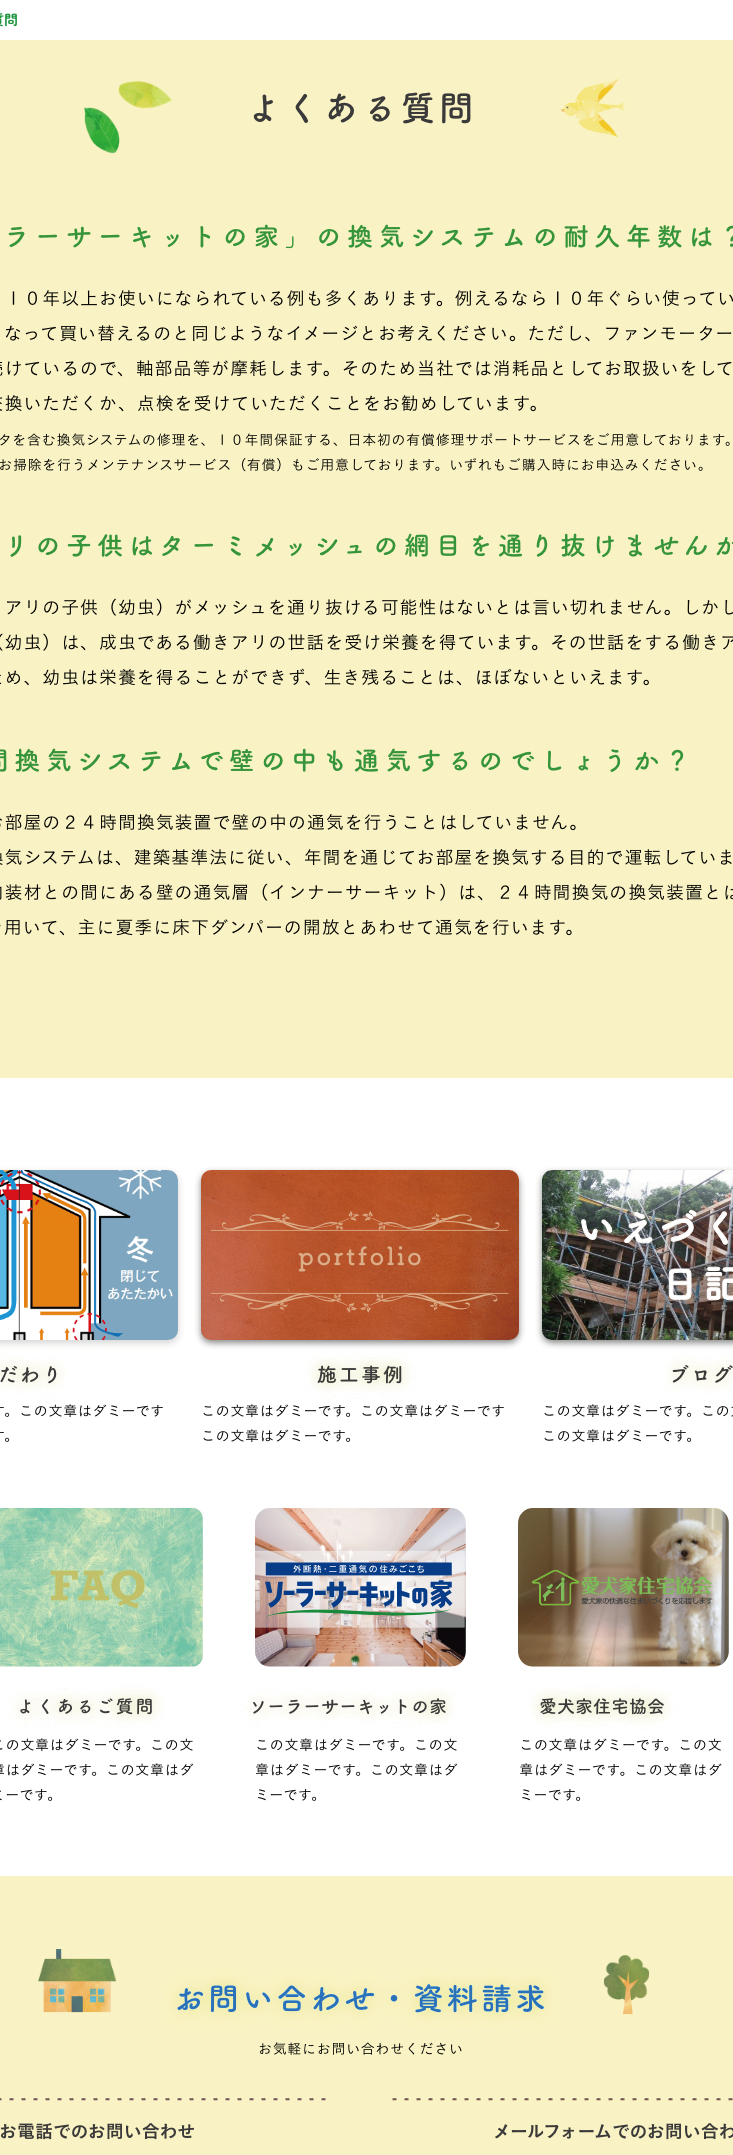 質問
よくある質問
ラーサーキットの家」の換気システムの耐久年数は？
１０年以上お使いになられている例も多くあります。例えるなら１０年ぐらい使ってい
なって買い替えるのと同じようなイメージとお考えください。ただし、ファンモーター
続けているので、軸部品等が摩耗します。そのため当社では消耗品としてお取扱いをして
交換いただくか、点検を受けていただくことをお勧めしています。
タを含む換気システムの修理を、１０年間保証する、日本初の有償修理サポートサービスをご用意しております。
お掃除を行うメンテナンスサービス（有償）もご用意しております。いずれもご購入時にお申込みください。
リの子供はターミメッシュの網目を通り抜けませんか
アリの子供（幼虫）がメッシュを通り抜ける可能性はないとは言い切れません。しかし
（幼虫）は、成虫である働きアリの世話を受け栄養を得ています。その世話をする働きア
ため、幼虫は栄養を得ることができず、生き残ることは、ほぼないといえます。
間換気システムで壁の中も通気するのでしょうか？
お部屋の２４時間換気装置で壁の中の通気を行うことはしていません。
換気システムは、建築基準法に従い、年間を通じてお部屋を換気する目的で運転していま
内装材との間にある壁の通気層（インナーサーキット）は、２４時間換気の換気装置とは
用いて、主に夏季に床下ダンパーの開放とあわせて通気を行います。
冬
閉じて
あたたかい
portfolio
いえづく
日記
だわり
施工事例
ブログ
す。この文章はダミーです
す。
この文章はダミーです。この文章はダミーです
この文章はダミーです。
この文章はダミーです。この文
この文章はダミーです。
FAQ
外断熱・二重通気の住みごこち
ソーラーサーキットの家
愛犬家住宅協会
愛犬家の快適な住まいづくりを応援します
よくあるご質問
ソーラーサーキットの家
愛犬家住宅協会
この文章はダミーです。この文
章はダミーです。この文章はダ
ミーです。
この文章はダミーです。この文
章はダミーです。この文章はダ
ミーです。
この文章はダミーです。この文
章はダミーです。この文章はダ
ミーです。
お問い合わせ・資料請求
お気軽にお問い合わせください
お電話でのお問い合わせ
メールフォームでのお問い合わ